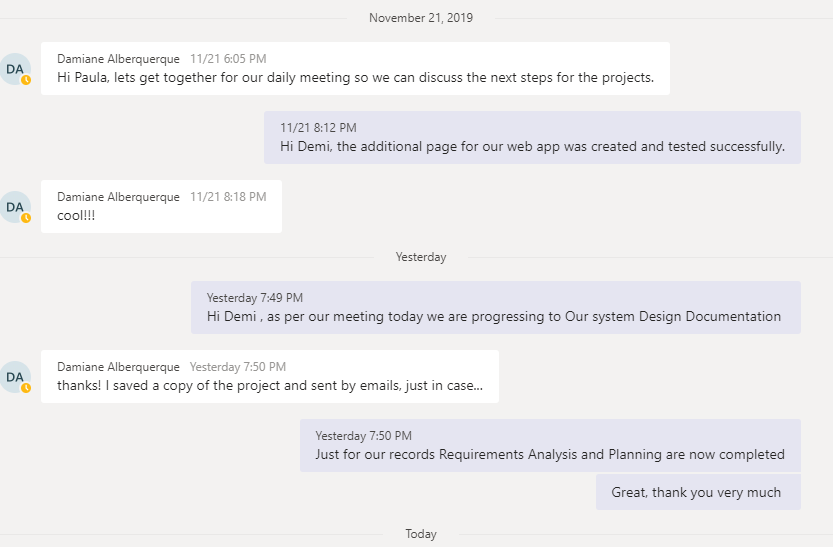 November 21, 2019
Damiane Alberquerque 11/21 6:05 PM
DA
Hi Paula, lets get together for our daily meeting so we can discuss the next steps for the projects.
11/21 8:12 PM
Hi Demi, the additional page for our web app was created and tested successfully.
Damiane Alberquerque 11/21 8:18 PM
DA
cool!!!
Yesterday
Yesterday 7:49 PM
Hi Demi , as per our meeting today we are progressing to Our system Design Documentation
Damiane Alberquerque Yesterday 7:50 PM
DA
thanks! I saved a copy of the project and sent by emails, just in case...
Yesterday 7:50 PM
Just for our records Requirements Analysis and Planning are now completed
Great, thank you very much
Today